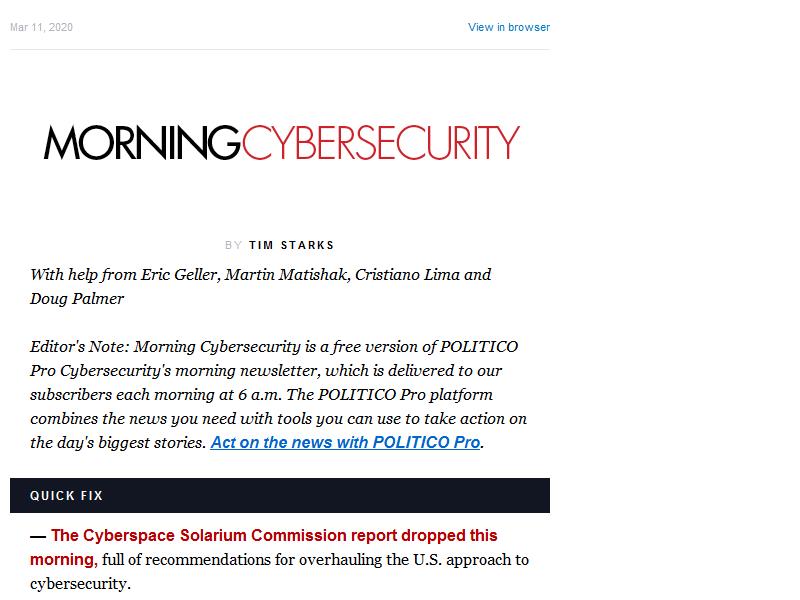 Mar 11, 2020
View in browser
MORNINGCYBERSECURITY
BY TIM STARKS
With help from Eric Geller, Martin Matishak, Cristiano Lima and
Doug Palmer
Editor's Note: Morning Cybersecurity is a free version of POLITICO
Pro Cybersecurity's morning newsletter, which is delivered to our
subscribers each morning at 6 a.m. The POLITICO Pro platform
combines the news you need with tools you can use to take action on
the day's biggest stories. Act on the news with POLITICO Pro.
QUICK FIX
— The Cyberspace Solarium Commission report dropped this
morning, full of recommendations for overhauling the U.S. approach to
cybersecurity.